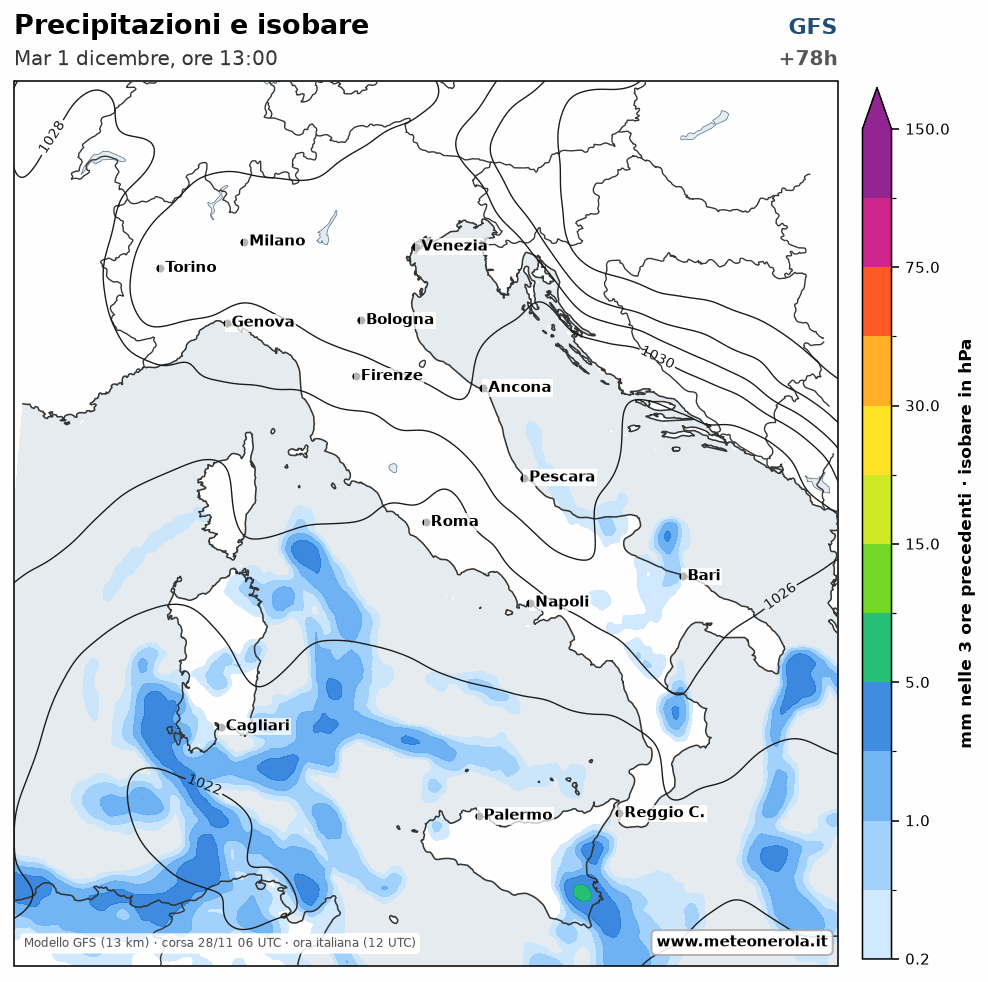 Precipitazioni e isobare
GFS
Mar 1 dicembre, ore 13:00
+78h
1028
150.0
Milano
Venezia
Torino
75.0
Genova
Bologna
1030
Firenze
Ancona
30.0
Pescara
Roma
15.0
Bari
Napoli
1026
5.0
Cagliari
1022
Palermo
Reggio C.
1.0
mm nelle 3 ore precedenti · isobare in hPa
Modello GFS (13 km) · corsa 28/11 06 UTC · ora italiana (12 UTC)
www.meteonerola.it
0.2